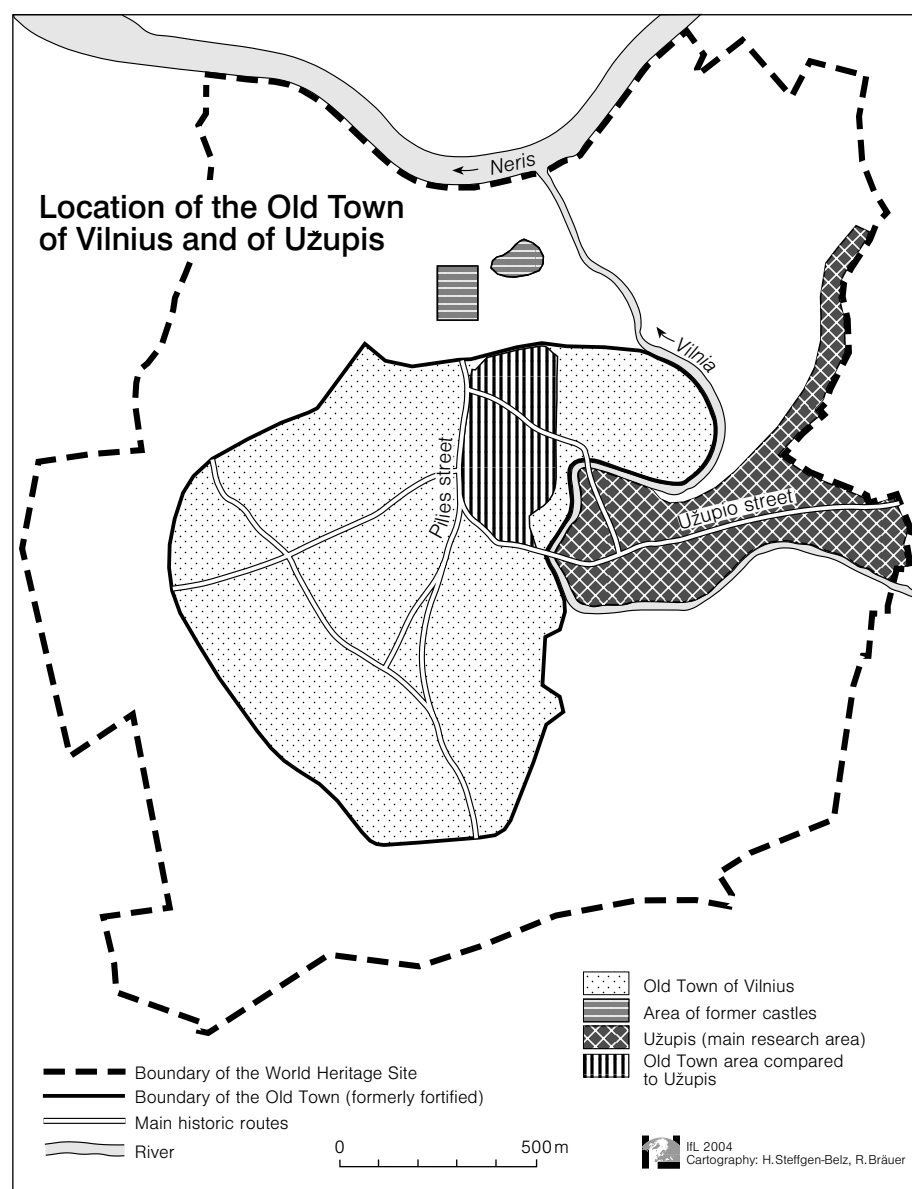 Neris
Location of the Old Town
of Vilnius and of Užupis
Vilnia
Pilies street
Užupio street
Old Town of Vilnius
Area of former castles
Užupis (main research area)
Old Town area compared
to Užupis
Boundary of the World Heritage Site
Boundary of the Old Town (formerly fortified)
Main historic routes
River
0 500 m
IfL 2004
Cartography: H.Steffgen-Belz, R.Bräuer